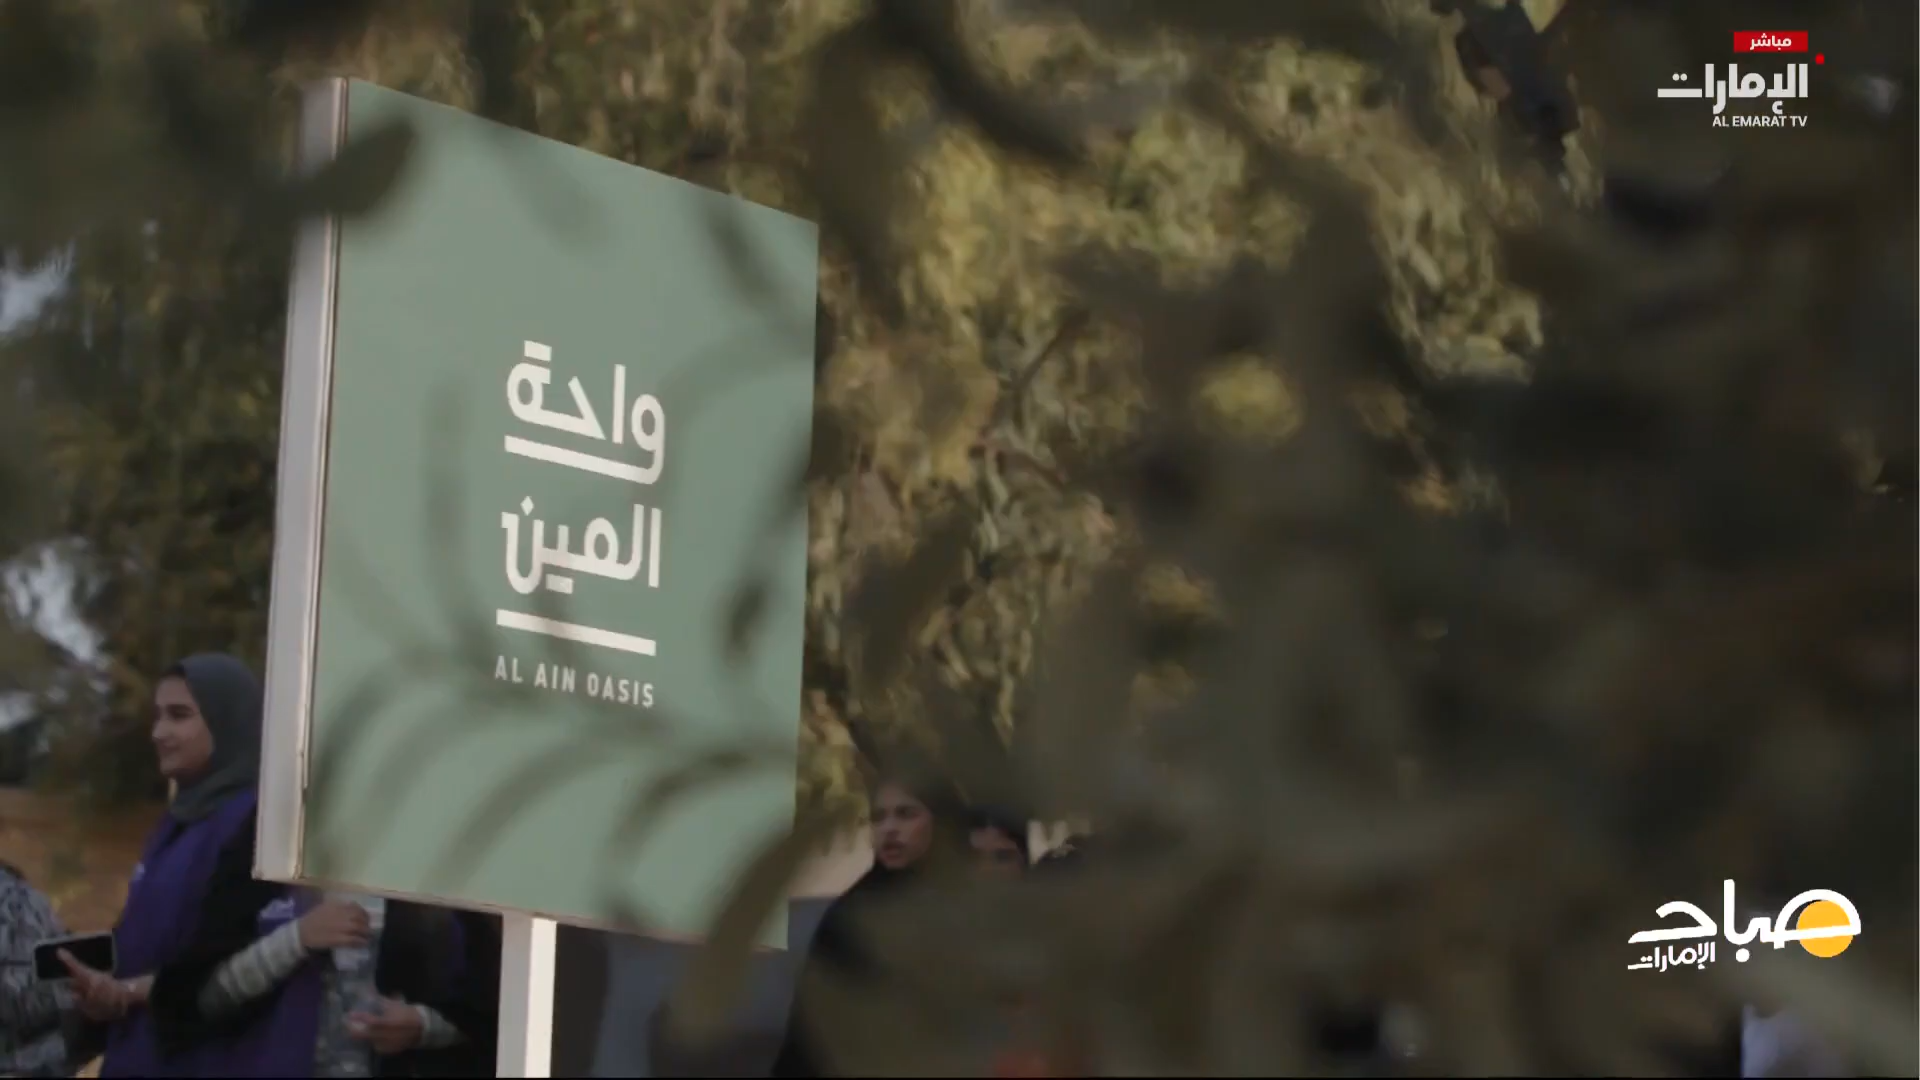 مباشر
الإمارات
AL EMARAT TV
واحة
العين
AL AIN OASIS
صباح
الإمارات